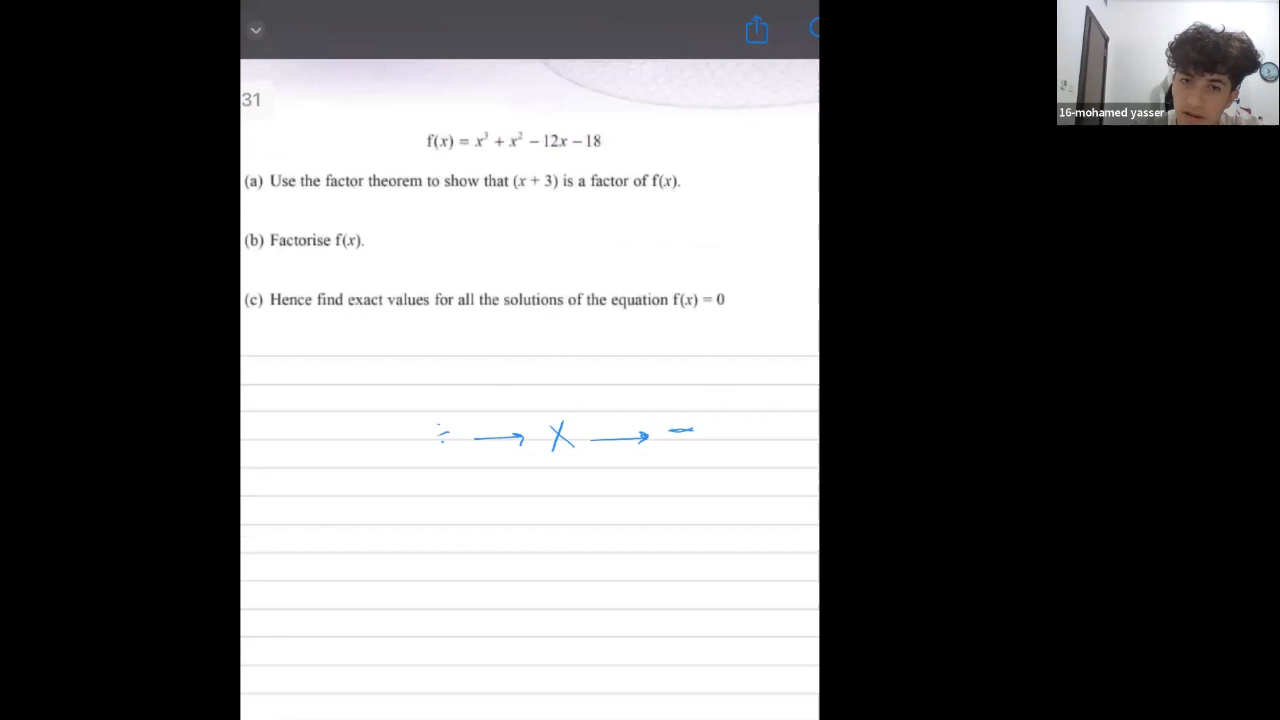 31
16-mohamed yasser
f(x) = x³ + x² − 12x − 18
(a) Use the factor theorem to show that (x + 3) is a factor of f(x).
(b) Factorise f(x).
(c) Hence find exact values for all the solutions of the equation f(x) = 0
÷ → X → −